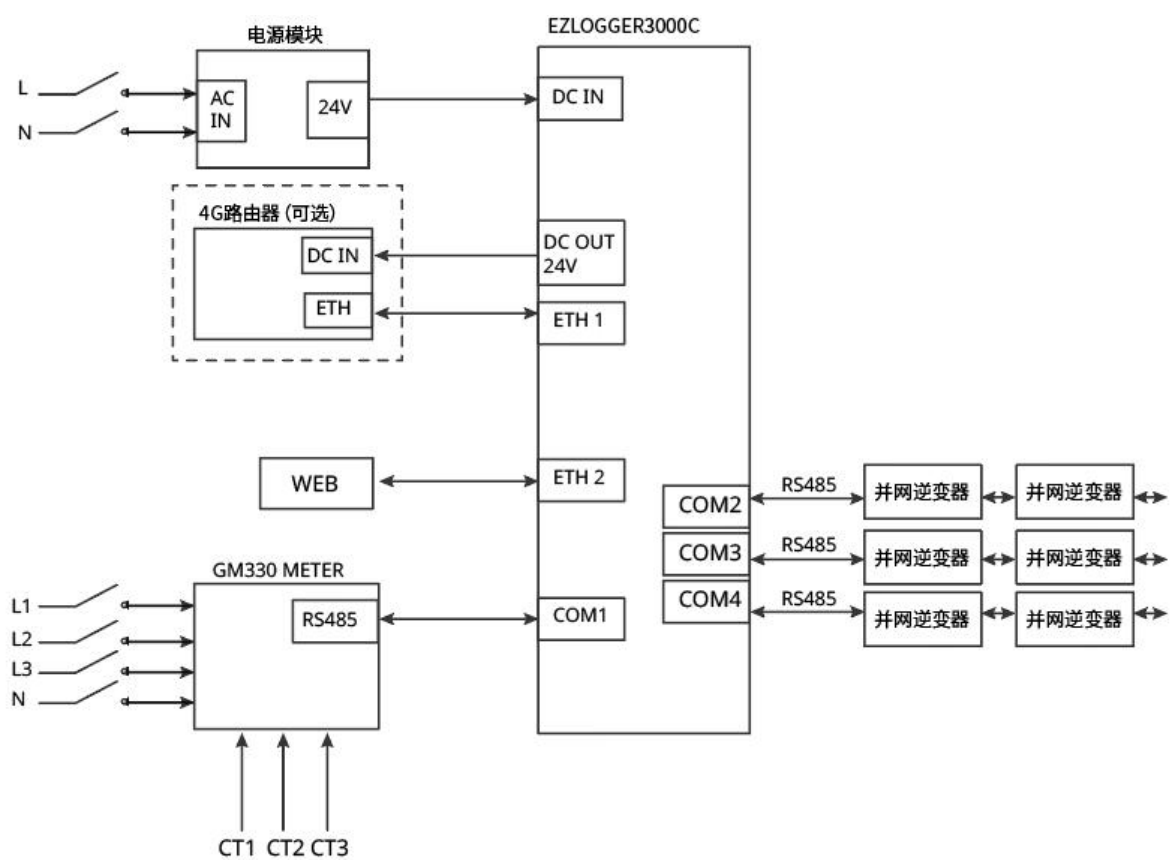 电源模块
EZLOGGER3000C
L
N
AC
IN
24V
DC IN
4G路由器 (可选)
DC IN
ETH
DC OUT
24V
ETH 1
WEB
ETH 2
COM2
RS485
并网逆变器
并网逆变器
COM3
RS485
并网逆变器
并网逆变器
COM4
RS485
并网逆变器
并网逆变器
GM330 METER
L1
L2
L3
N
RS485
COM1
CT1 CT2 CT3